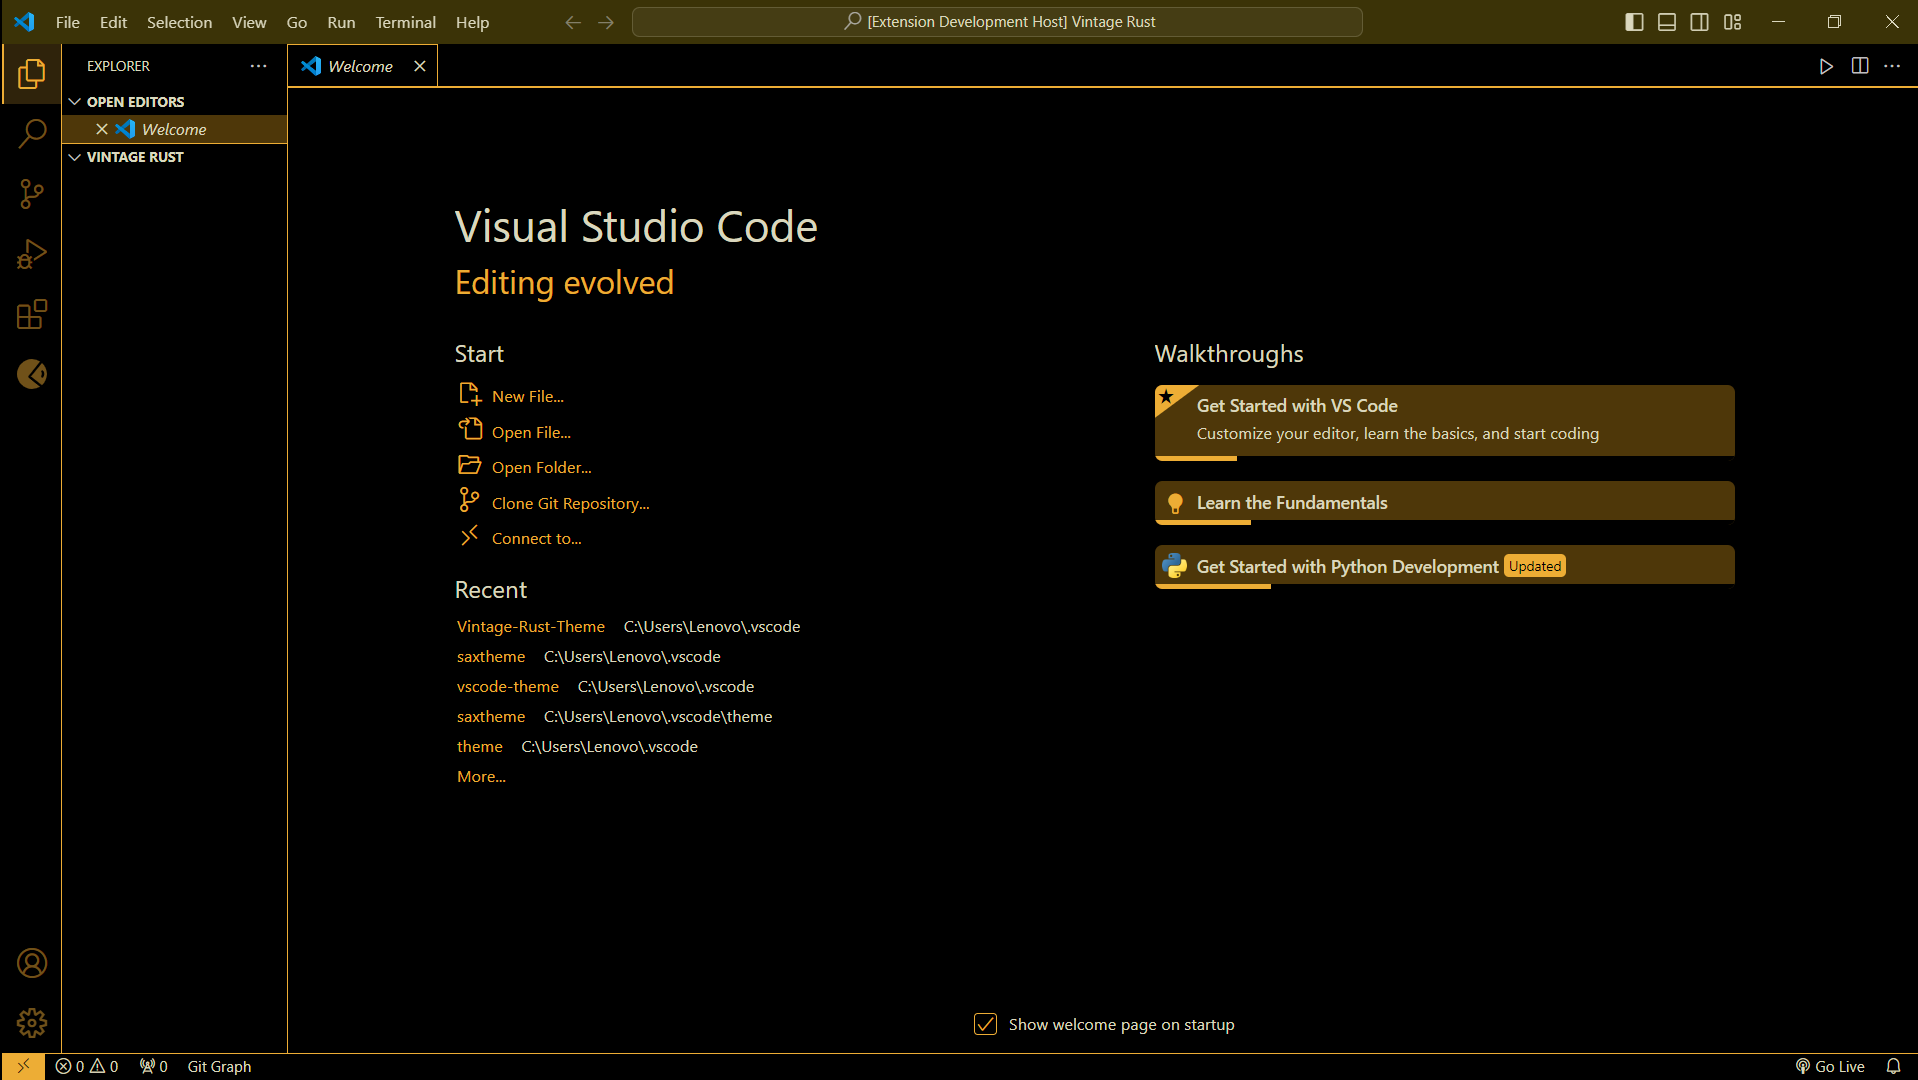 File Edit Selection View Go Run Terminal Help [Extension Development Host] Vintage Rust
EXPLORER
Welcome
OPEN EDITORS
Welcome
VINTAGE RUST
Visual Studio Code
Editing evolved
Start
New File...
Open File...
Open Folder...
Clone Git Repository...
Connect to...
Recent
Vintage-Rust-Theme C:\Users\Lenovo\.vscode
saxtheme C:\Users\Lenovo\.vscode
vscode-theme C:\Users\Lenovo\.vscode
saxtheme C:\Users\Lenovo\.vscode\theme
theme C:\Users\Lenovo\.vscode
More...
Walkthroughs
Get Started with VS Code
Customize your editor, learn the basics, and start coding
Learn the Fundamentals
Get Started with Python Development Updated
Show welcome page on startup
0 0 0 Git Graph Go Live